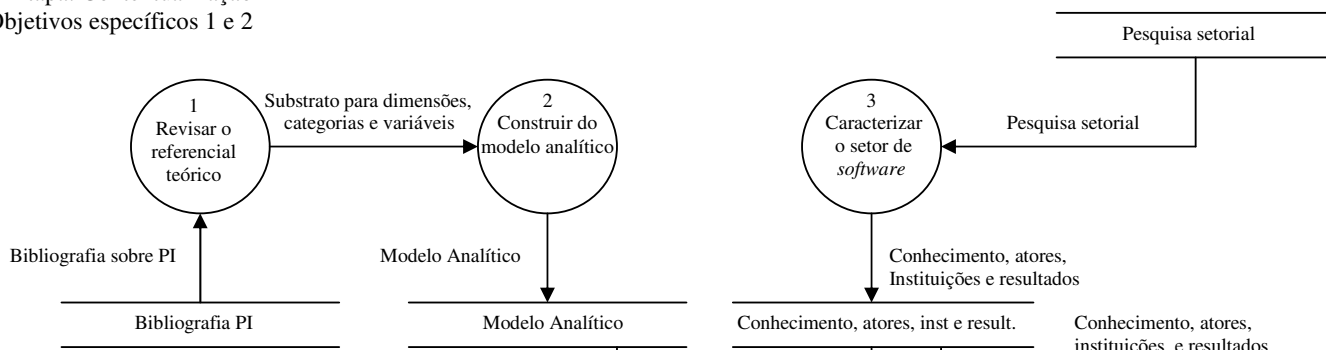 Objetivos específicos 1 e 2
Pesquisa setorial
1
Revisar o
referencial
teórico
Substrato para dimensões,
categorias e variáveis
2
Construir do
modelo analítico
3
Caracterizar
o setor de
software
Pesquisa setorial
Bibliografia sobre PI
Modelo Analítico
Conhecimento, atores,
Instituições e resultados
Bibliografia PI
Modelo Analítico
Conhecimento, atores, inst e result.
Conhecimento, atores,
instituições e resultados